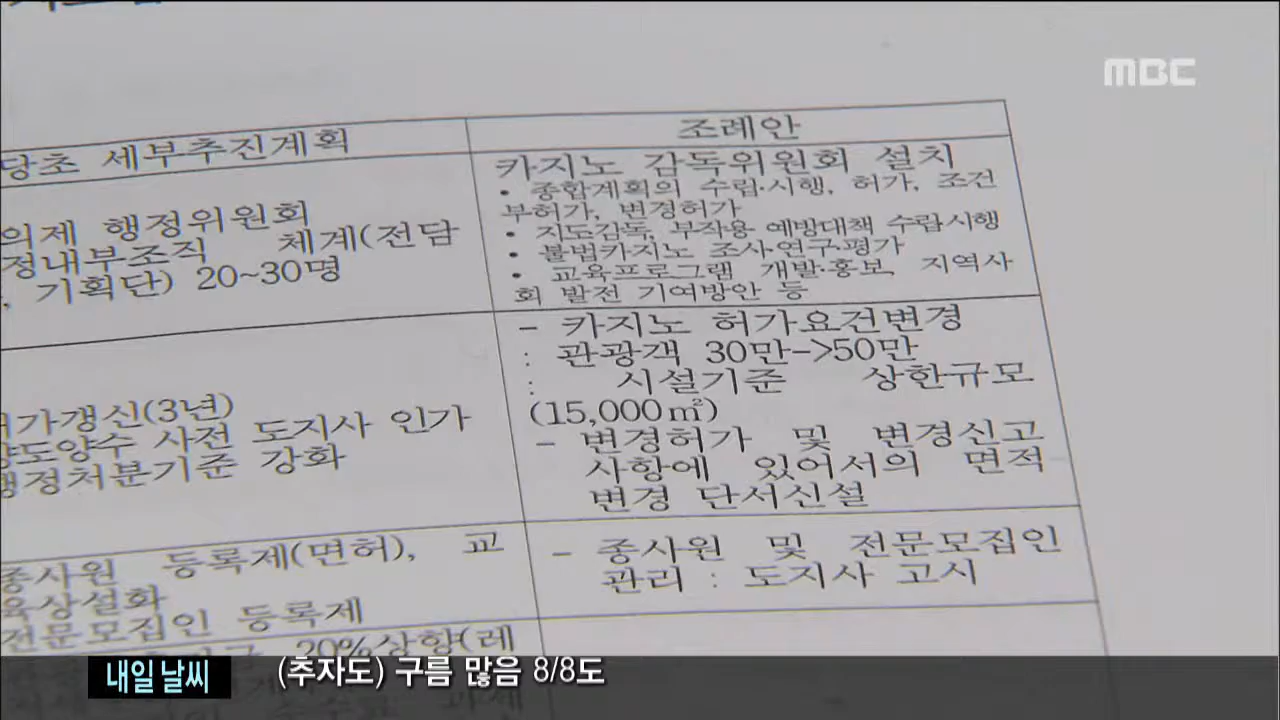 MBC
당초 세부추진계획
조례안
의제 행정위원회
정내부조직 체계(전담
, 기획단) 20~30명
카지노 감독위원회 설치
• 종합계획의 수립·시행, 허가, 조건
부허가, 변경허가
• 지도감독, 부작용 예방대책 수립시행
• 불법카지노 조사·연구·평가
• 교육프로그램 개발·홍보, 지역사
회 발전 기여방안 등
허가갱신(3년)
양도양수 사전 도지사 인가
행정처분기준 강화
- 카지노 허가요건변경
: 관광객 30만->50만
: 시설기준 상한규모
(15,000㎡)
- 변경허가 및 변경신고
사항에 있어서의 면적
변경 단서신설
종사원 등록제(면허), 교
육상설화
전문모집인 등록제
- 종사원 및 전문모집인
관리 : 도지사 고시
20%상향(레
내일 날씨
(추자도) 구름 많음 8/8도